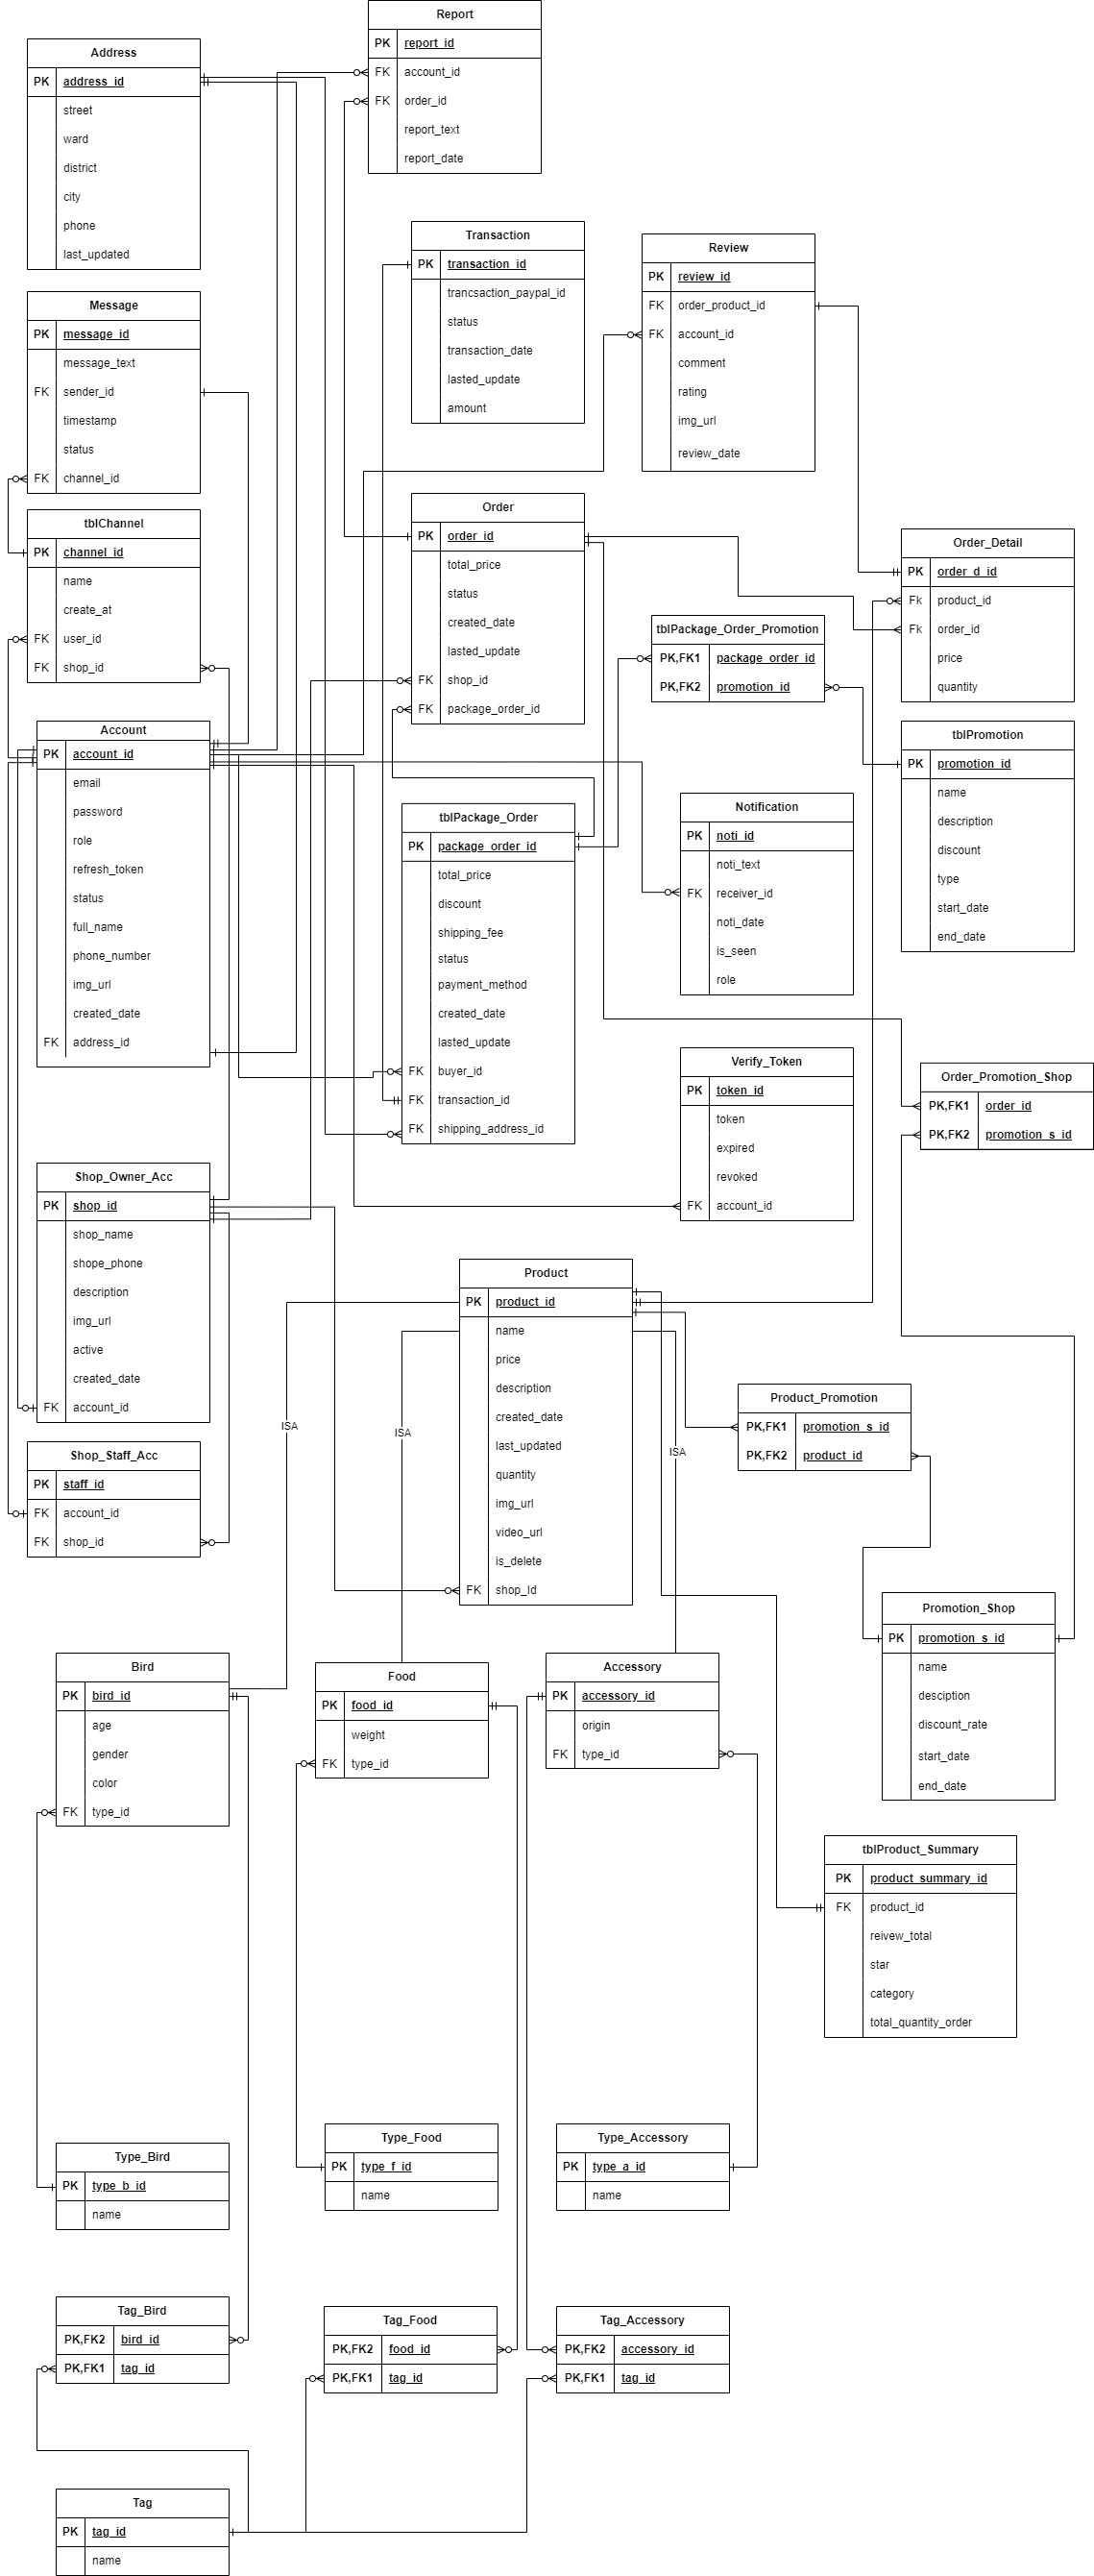 Report
PK report_id
FK account_id
FK order_id
report_text
report_date
Address
PK address_id
street
ward
district
city
phone
last_updated
Transaction
PK transaction_id
trancsaction_paypal_id
status
transaction_date
lasted_update
amount
Review
PK review_id
FK order_product_id
FK account_id
comment
rating
img_url
review_date
Message
PK message_id
message_text
FK sender_id
timestamp
status
FK channel_id
tblChannel
PK channel_id
name
create_at
FK user_id
FK shop_id
Order
PK order_id
total_price
status
created_date
lasted_update
FK shop_id
FK package_order_id
Order_Detail
PK order_d_id
Fk product_id
Fk order_id
price
quantity
tblPackage_Order_Promotion
PK,FK1 package_order_id
PK,FK2 promotion_id
tblPromotion
PK promotion_id
name
description
discount
type
start_date
end_date
Account
PK account_id
email
password
role
refresh_token
status
full_name
phone_number
img_url
created_date
FK address_id
tblPackage_Order
PK package_order_id
total_price
discount
shipping_fee
status
payment_method
created_date
lasted_update
FK buyer_id
FK transaction_id
FK shipping_address_id
Notification
PK noti_id
noti_text
FK receiver_id
noti_date
is_seen
role
Verify_Token
PK token_id
token
expired
revoked
FK account_id
Order_Promotion_Shop
PK,FK1 order_id
PK,FK2 promotion_s_id
Shop_Owner_Acc
PK shop_id
shop_name
shope_phone
description
img_url
active
created_date
FK account_id
Shop_Staff_Acc
PK staff_id
FK account_id
FK shop_id
Product
PK product_id
name
price
description
created_date
last_updated
quantity
img_url
video_url
is_delete
FK shop_Id
ISA
ISA
ISA
Product_Promotion
PK,FK1 promotion_s_id
PK,FK2 product_id
Promotion_Shop
PK promotion_s_id
name
desciption
discount_rate
start_date
end_date
Bird
PK bird_id
age
gender
color
FK type_id
Food
PK food_id
weight
FK type_id
Accessory
PK accessory_id
origin
FK type_id
tblProduct_Summary
PK product_summary_id
FK product_id
reivew_total
star
category
total_quantity_order
Type_Bird
PK type_b_id
name
Type_Food
PK type_f_id
name
Type_Accessory
PK type_a_id
name
Tag_Bird
PK,FK2 bird_id
PK,FK1 tag_id
Tag_Food
PK,FK2 food_id
PK,FK1 tag_id
Tag_Accessory
PK,FK2 accessory_id
PK,FK1 tag_id
Tag
PK tag_id
name